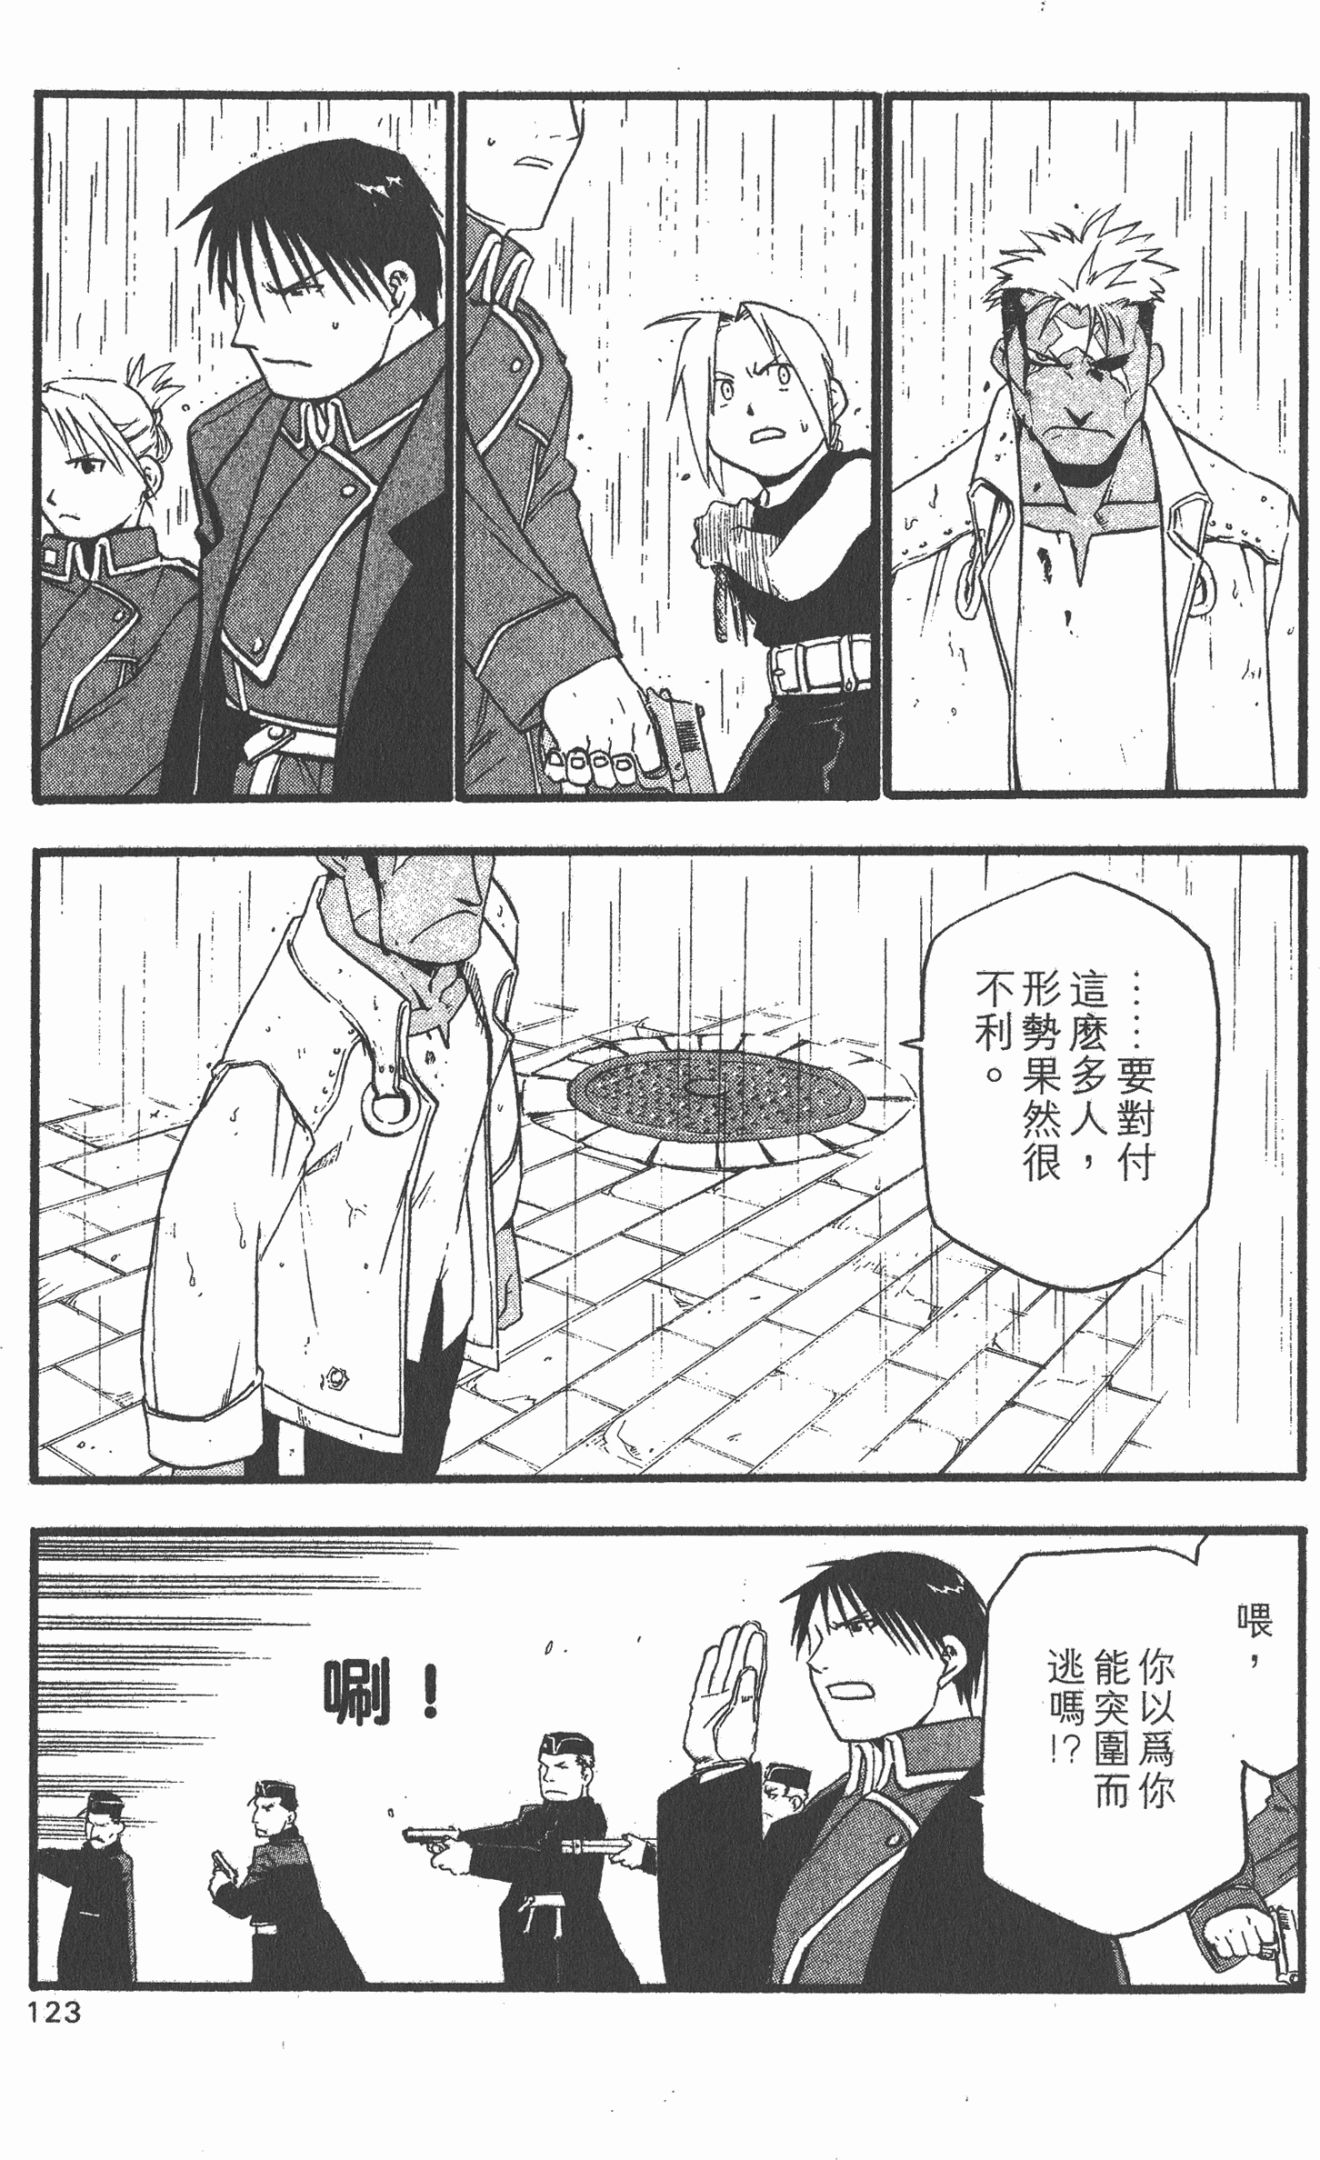 ……要對付
這麼多人，
形勢果然很
不利。
喂，
你以爲你
能突圍而
逃嗎!?
唰！
123